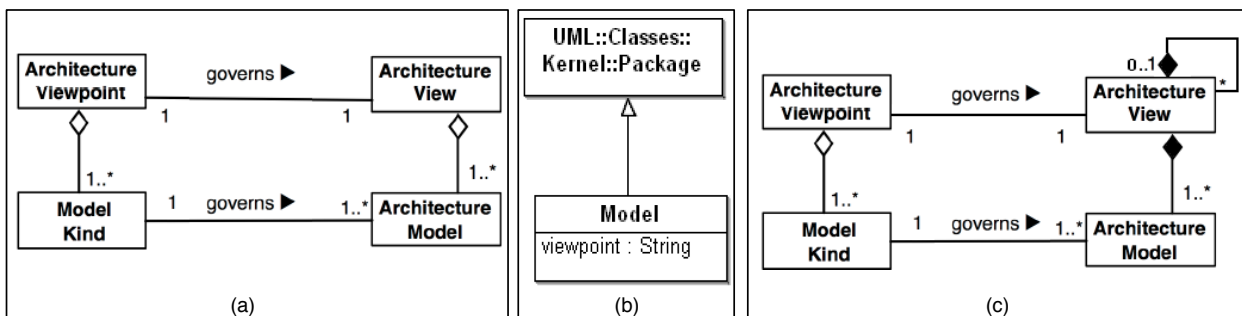 Architecture
Viewpoint
governs ▶
Architecture
View
1
1
1..*
1..*
Model
Kind
1
governs ▶
1..*
Architecture
Model
(a)
UML::Classes::
Kernel::Package
Model
viewpoint : String
(b)
0..1
*
Architecture
Viewpoint
governs ▶
Architecture
View
1
1
1..*
1..*
Model
Kind
1
governs ▶
1..*
Architecture
Model
(c)